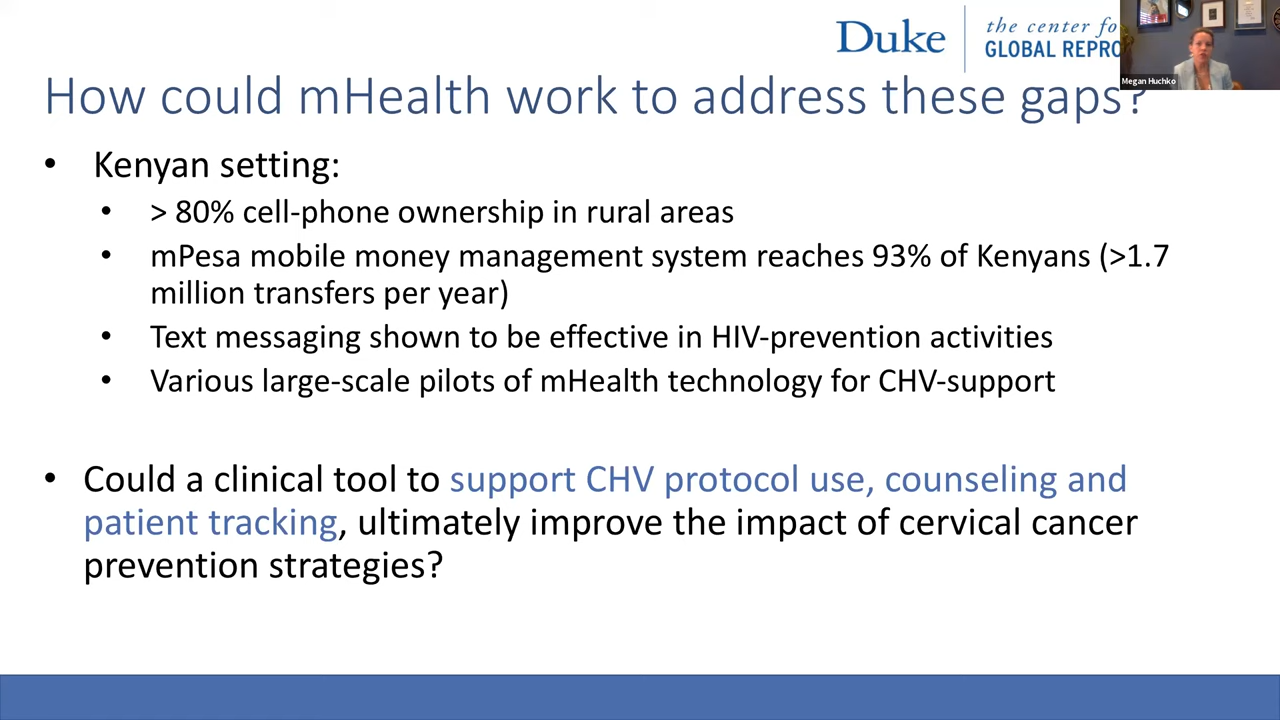 Duke
the center fo
GLOBAL REPRO
Megan Huchko
How could mHealth work to address these gaps?
• Kenyan setting:
• > 80% cell-phone ownership in rural areas
• mPesa mobile money management system reaches 93% of Kenyans (>1.7
million transfers per year)
• Text messaging shown to be effective in HIV-prevention activities
• Various large-scale pilots of mHealth technology for CHV-support
• Could a clinical tool to support CHV protocol use, counseling and
patient tracking, ultimately improve the impact of cervical cancer
prevention strategies?